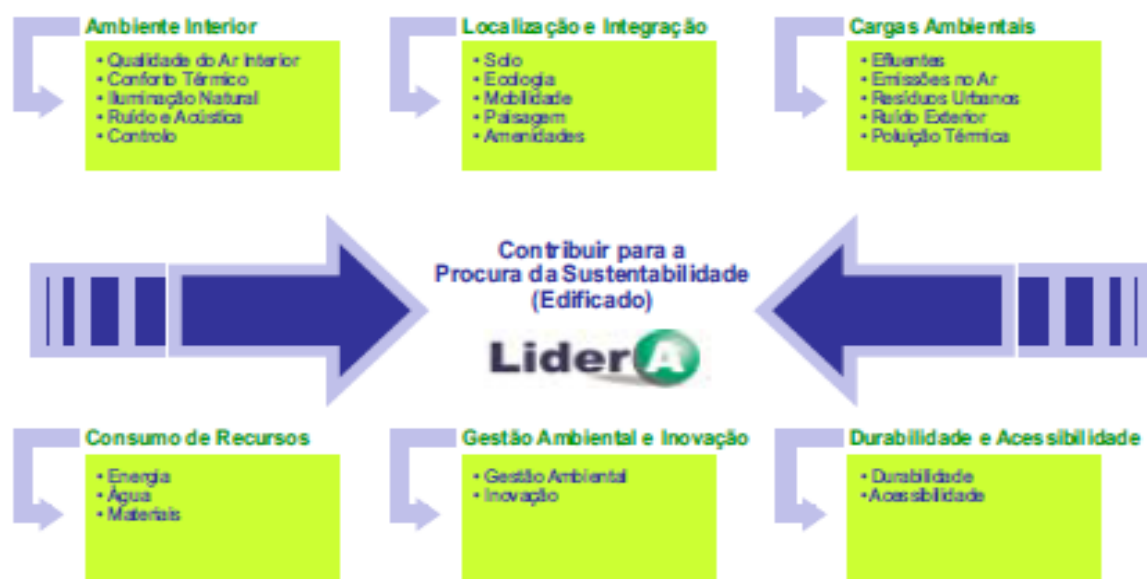 Ambiente Interior
• Qualidade do Ar Interior
• Conforto Térmico
• Iluminação Natural
• Ruído e Acústica
• Controlo
Localização e Integração
• Solo
• Ecologia
• Mobilidade
• Paisagem
• Amenidades
Cargas Ambientais
• Efluentes
• Emissões no Ar
• Resíduos Urbanos
• Ruído Exterior
• Poluição Térmica
Contribuir para a
Procura da Sustentabilidade
(Edificado)
LiderA
Consumo de Recursos
• Energia
• Água
• Materiais
Gestão Ambiental e Inovação
• Gestão Ambiental
• Inovação
Durabilidade e Acessibilidade
• Durabilidade
•Acessibilidade